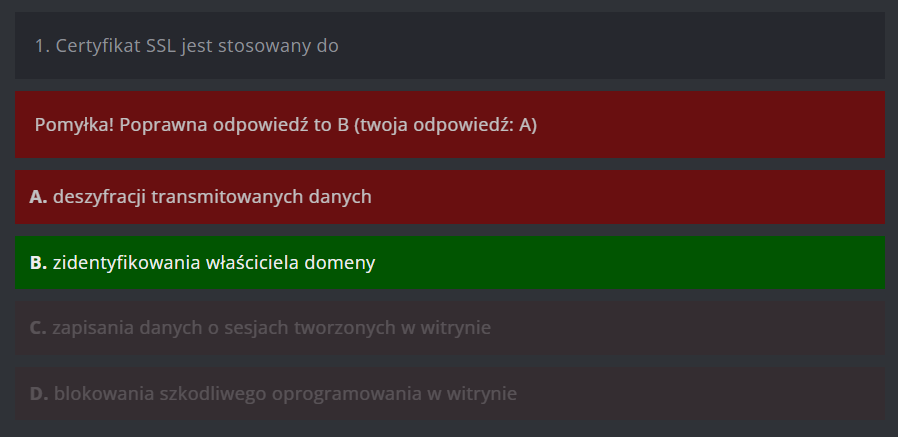 1. Certyfikat SSL jest stosowany do
Pomyłka! Poprawna odpowiedź to B (twoja odpowiedź: A)
A. deszyfracji transmitowanych danych
B. zidentyfikowania właściciela domeny
C. zapisania danych o sesjach tworzonych w witrynie
D. blokowania szkodliwego oprogramowania w witrynie